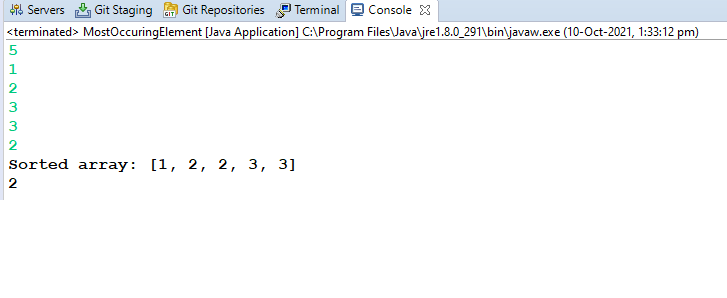 Servers Git Staging Git Repositories Terminal Console
<terminated> MostOccuringElement [Java Application] C:\Program Files\Java\jre1.8.0_291\bin\javaw.exe (10-Oct-2021, 1:33:12 pm)
5
1
2
3
3
2
Sorted array: [1, 2, 2, 3, 3]
2